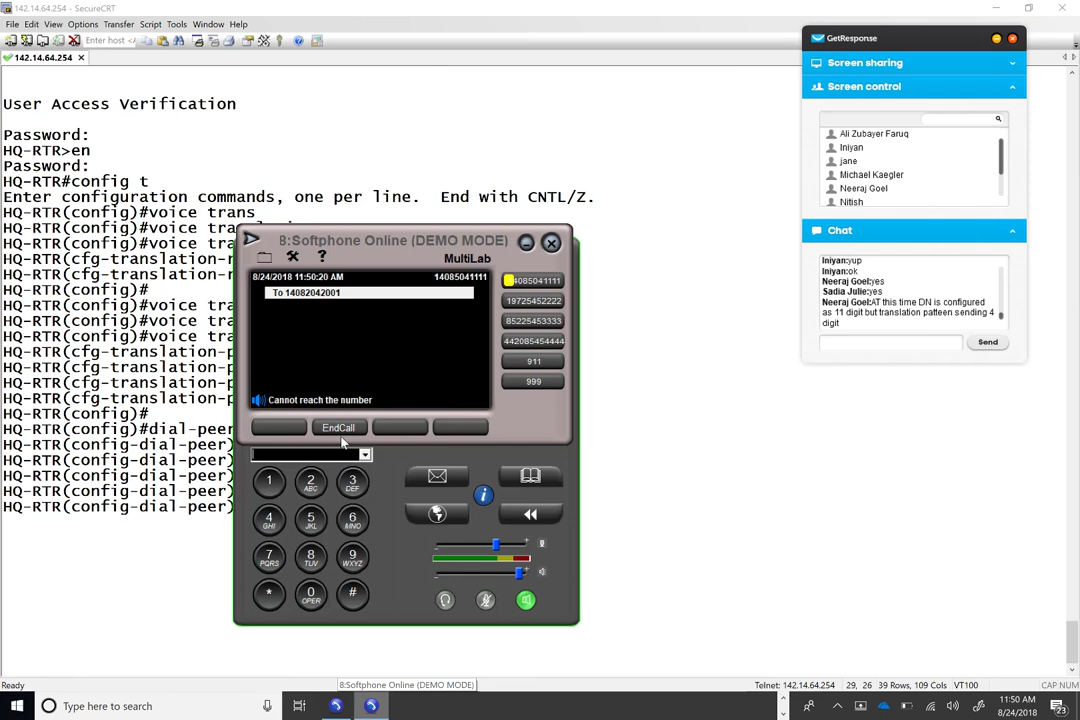 142.14.64.254 - SecureCRT
File Edit View Options Transfer Script Tools Window Help
Enter host <
142.14.64.254
User Access Verification
Password:
HQ-RTR>en
Password:
HQ-RTR#config t
Enter configuration commands, one per line. End with CNTL/Z.
HQ-RTR(config)#voice trans
HQ-RTR(config)#voice tra
HQ-RTR(config)#voice tra
HQ-RTR(cfg-translation-r
HQ-RTR(cfg-translation-r
HQ-RTR(config)#
HQ-RTR(config)#voice tra
HQ-RTR(config)#voice tra
HQ-RTR(config)#voice tra
HQ-RTR(cfg-translation-p
HQ-RTR(cfg-translation-p
HQ-RTR(cfg-translation-p
HQ-RTR(cfg-translation-p
HQ-RTR(config)#
HQ-RTR(config)#dial-peer
HQ-RTR(config-dial-peer)
HQ-RTR(config-dial-peer)
HQ-RTR(config-dial-peer)
HQ-RTR(config-dial-peer)
HQ-RTR(config-dial-peer)
8:Softphone Online (DEMO MODE)
?
MultiLab
8/24/2018 11:50:20 AM 14085041111
To 14082042001
Cannot reach the number
4085041111
19725452222
85225453333
442085454444
911
999
EndCall
1
2 ABC
3 DEF
4 GHI
5 JKL
6 MNO
7 PQRS
8 TUV
9 WXYZ
*
0 OPER
#
i
GetResponse
Screen sharing
Screen control
Ali Zubayer Faruq
Iniyan
jane
Michael Kaegler
Neeraj Goel
Nitish
Chat
Iniyan:yup
Iniyan:ok
Neeraj Goel:yes
Sadia Julie:yes
Neeraj Goel:AT this time DN is configured
as 11 digit but translation patteen sending 4
digit
Send
Ready
8:Softphone Online (DEMO MODE)
Telnet: 142.14.64.254 29, 26 39 Rows, 109 Cols VT100 CAP NUM
Type here to search
11:50 AM
8/24/2018
23